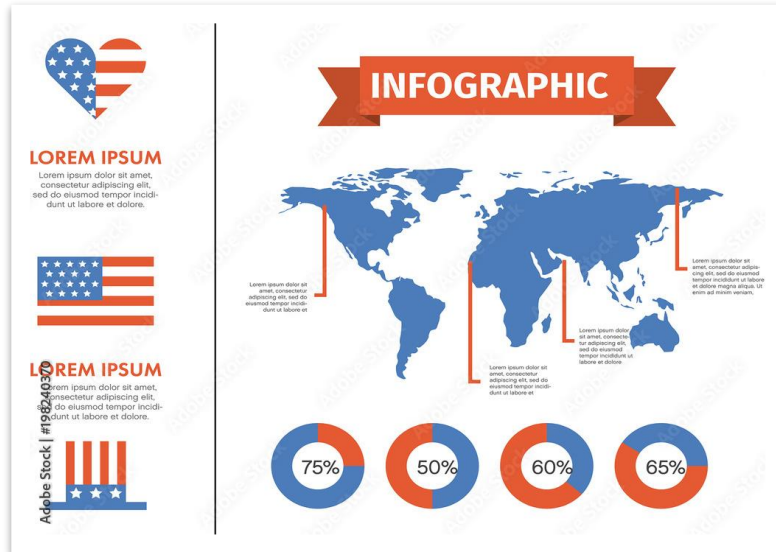 INFOGRAPHIC
LOREM IPSUM
Lorem ipsum dolor sit amet,
consectetur adipiscing elit,
sed do eiusmod tempor incidi-
dunt ut labore et dolore.
LOREM IPSUM
Lorem ipsum dolor sit amet,
consectetur adipiscing elit,
sed do eiusmod tempor incidi-
dunt ut labore et dolore.
Lorem ipsum dolor sit
amet, consectetur
adipiscing elit, sed do
eiusmod tempor incidi-
dunt ut labore et
Lorem ipsum dolor sit
amet, consectetur
adipiscing elit, sed do
eiusmod tempor incidi-
dunt ut labore et
Lorem ipsum dolor sit
amet, consectetur
adipiscing elit, sed
do eiusmod tempor
incididunt ut labore
et dolore
Lorem ipsum dolor sit
amet, consectetur adipis-
cing elit, sed do eiusmod
tempor incididunt ut labore
et dolore magna aliqua. Ut
enim ad minim veniam,
75%
50%
60%
65%
Adobe Stock | #198240370